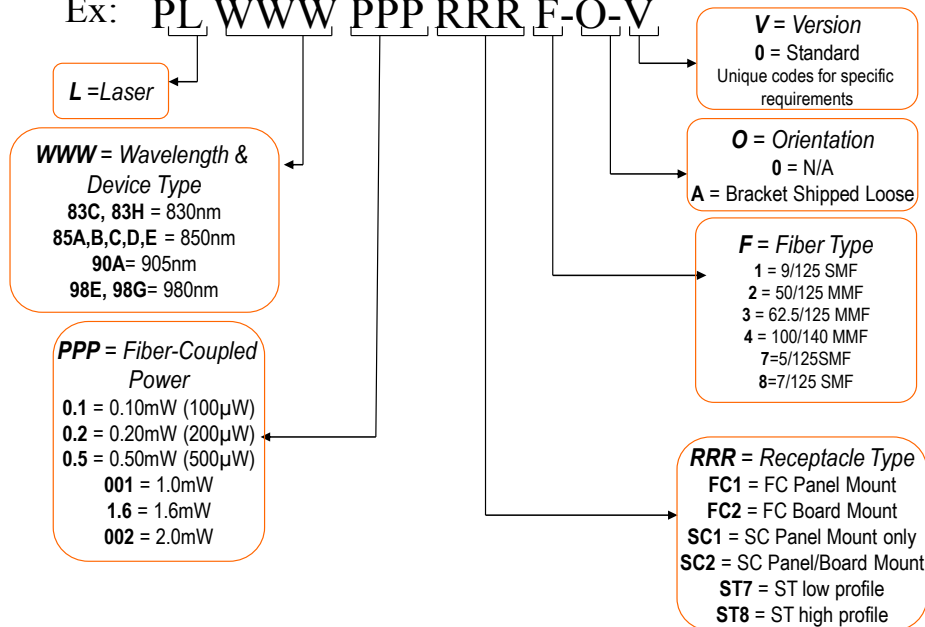 Ex: PL WWW PPP RRR F-O-V
L =Laser
WWW = Wavelength &
Device Type
83C, 83H = 830nm
85A,B,C,D,E = 850nm
90A= 905nm
98E, 98G= 980nm
PPP = Fiber-Coupled
Power
0.1 = 0.10mW (100µW)
0.2 = 0.20mW (200µW)
0.5 = 0.50mW (500µW)
001 = 1.0mW
1.6 = 1.6mW
002 = 2.0mW
V = Version
0 = Standard
Unique codes for specific
requirements
O = Orientation
0 = N/A
A = Bracket Shipped Loose
F = Fiber Type
1 = 9/125 SMF
2 = 50/125 MMF
3 = 62.5/125 MMF
4 = 100/140 MMF
7=5/125SMF
8=7/125 SMF
RRR = Receptacle Type
FC1 = FC Panel Mount
FC2 = FC Board Mount
SC1 = SC Panel Mount only
SC2 = SC Panel/Board Mount
ST7 = ST low profile
ST8 = ST high profile